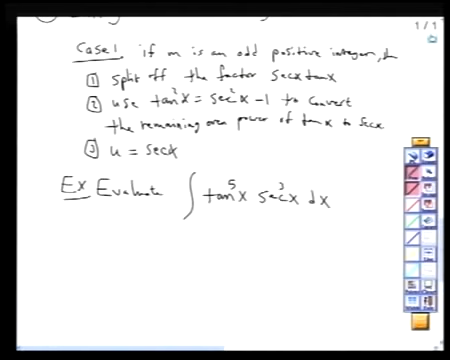 1 / 1
Case 1. if m is an odd positive integer, th
① split off the factor secx tanx
② use tan²x = sec²x - 1 to convert
the remaining even power of tanx to secx
③ u = secx
Ex Evaluate ∫ tan⁵x sec³x dx